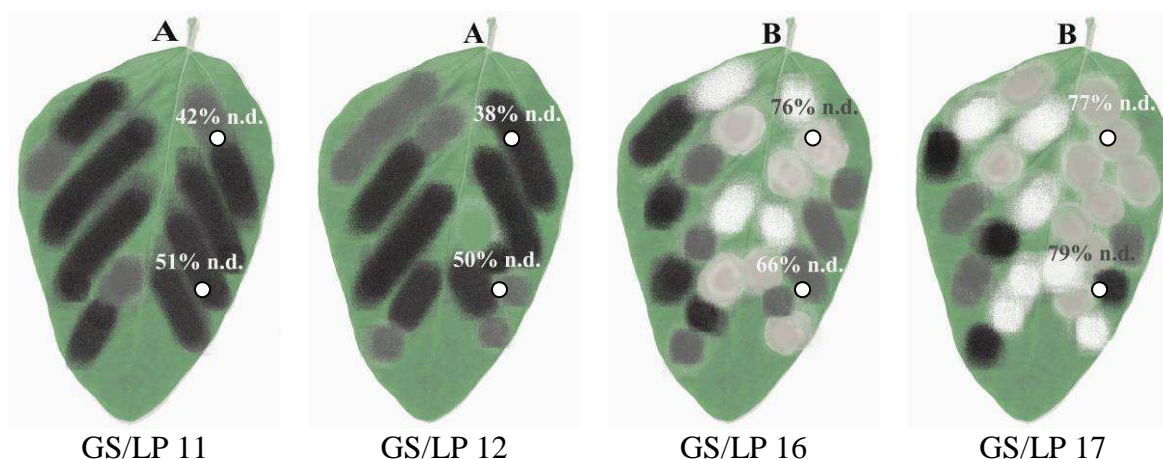 A
42% n.d.
51% n.d.
GS/LP 11
A
38% n.d.
50% n.d.
GS/LP 12
B
76% n.d.
66% n.d.
GS/LP 16
B
77% n.d.
79% n.d.
GS/LP 17